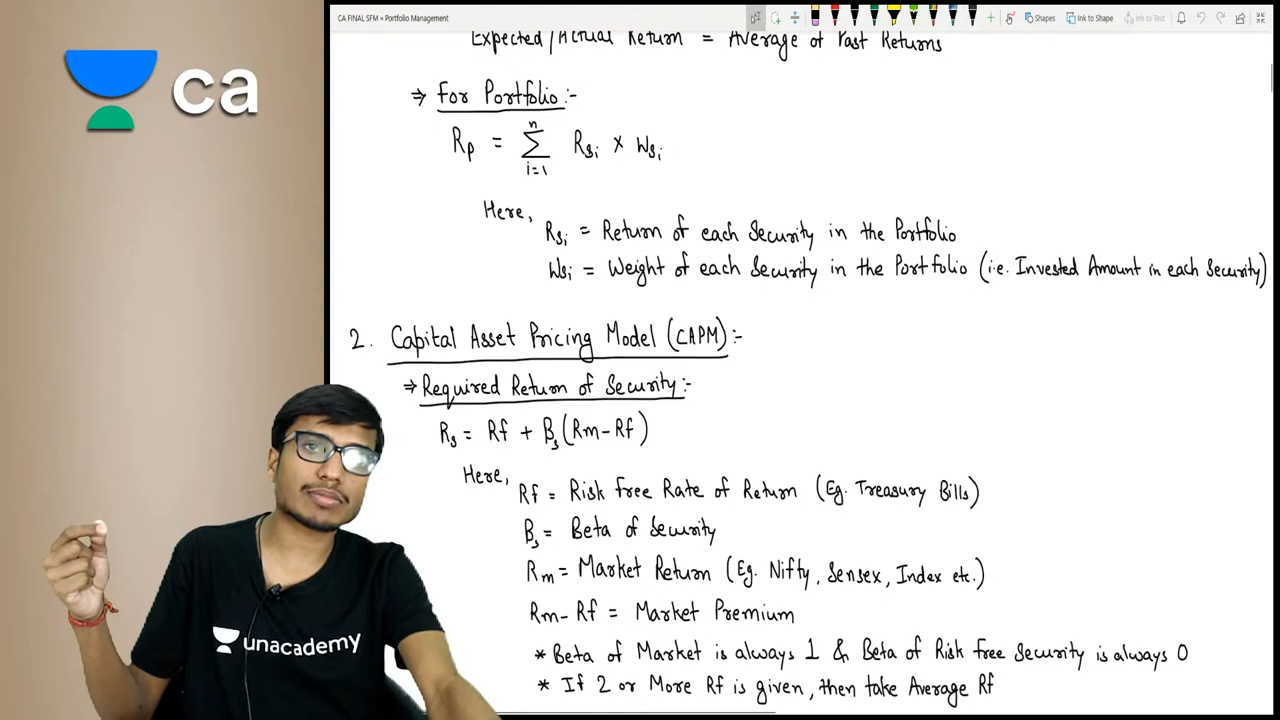 CA FINAL SFM » Portfolio Management
Shapes
Ink to Shape
Ink to Text
ca
Expected/Actual Return = Average of Past Returns
⇒ For Portfolio :-
Rp = n Σ i=1 Rsi × Wsi
Here,
Rsi = Return of each Security in the Portfolio
Wsi = Weight of each Security in the Portfolio (i.e. Invested Amount in each Security)
2. Capital Asset Pricing Model (CAPM) :-
⇒ Required Return of Security :-
Rs = Rf + βs (Rm - Rf)
Here,
Rf = Risk free Rate of Return (Eg. Treasury Bills)
βs = Beta of Security
Rm = Market Return (Eg. Nifty, Sensex, Index etc.)
Rm - Rf = Market Premium
* Beta of Market is always 1 & Beta of Risk free Security is always 0
* If 2 or More Rf is given, then take Average Rf
unacademy